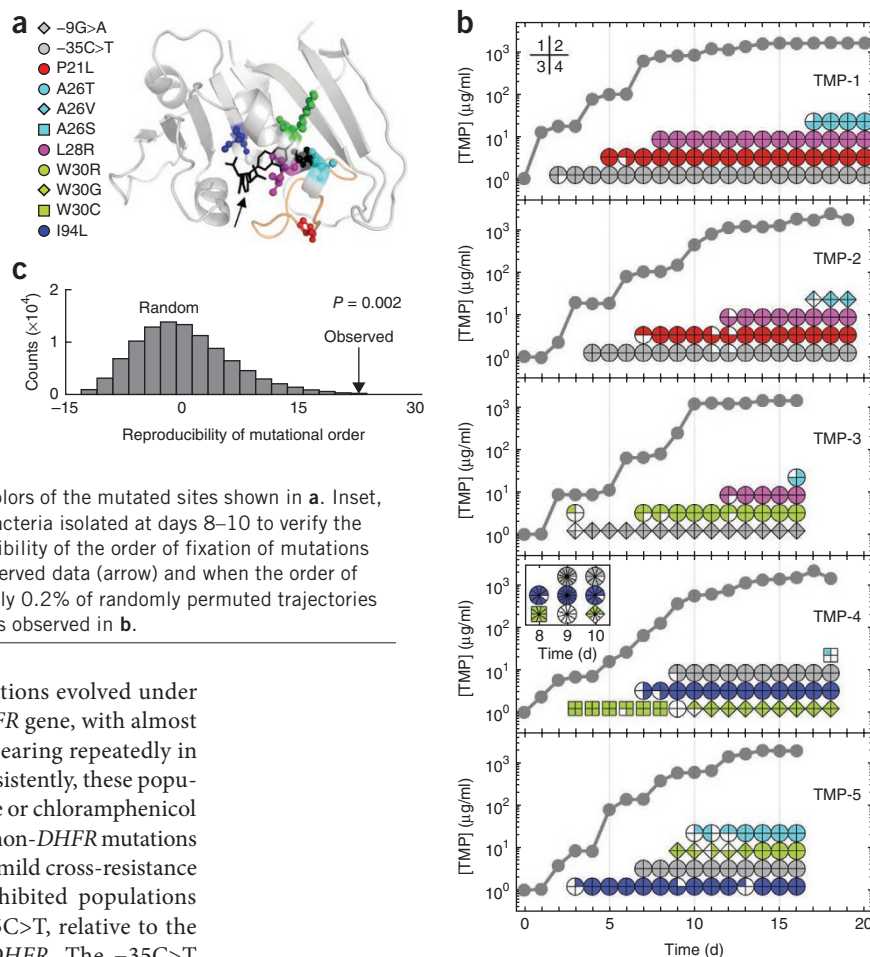 a
-9G>A
-35C>T
P21L
A26T
A26V
A26S
L28R
W30R
W30G
W30C
I94L
c
Counts (×10⁴)
2
1
0
Random
P = 0.002
Observed
-15
0
15
30
Reproducibility of mutational order
olors of the mutated sites shown in a. Inset,
acteria isolated at days 8–10 to verify the
ibility of the order of fixation of mutations
erved data (arrow) and when the order of
ly 0.2% of randomly permuted trajectories
s observed in b.
tions evolved under
FR gene, with almost
earing repeatedly in
sistently, these popu-
e or chloramphenicol
non-DHFR mutations
mild cross-resistance
hibited populations
5C>T, relative to the
DHFR. The −35C>T
b
[TMP] (µg/ml)
10³
10²
10¹
10⁰
1 2
3 4
TMP-1
[TMP] (µg/ml)
10³
10²
10¹
10⁰
TMP-2
[TMP] (µg/ml)
10³
10²
10¹
10⁰
TMP-3
[TMP] (µg/ml)
10³
10²
10¹
10⁰
8 9 10
Time (d)
TMP-4
[TMP] (µg/ml)
10³
10²
10¹
10⁰
TMP-5
0 5 10 15 20
Time (d)